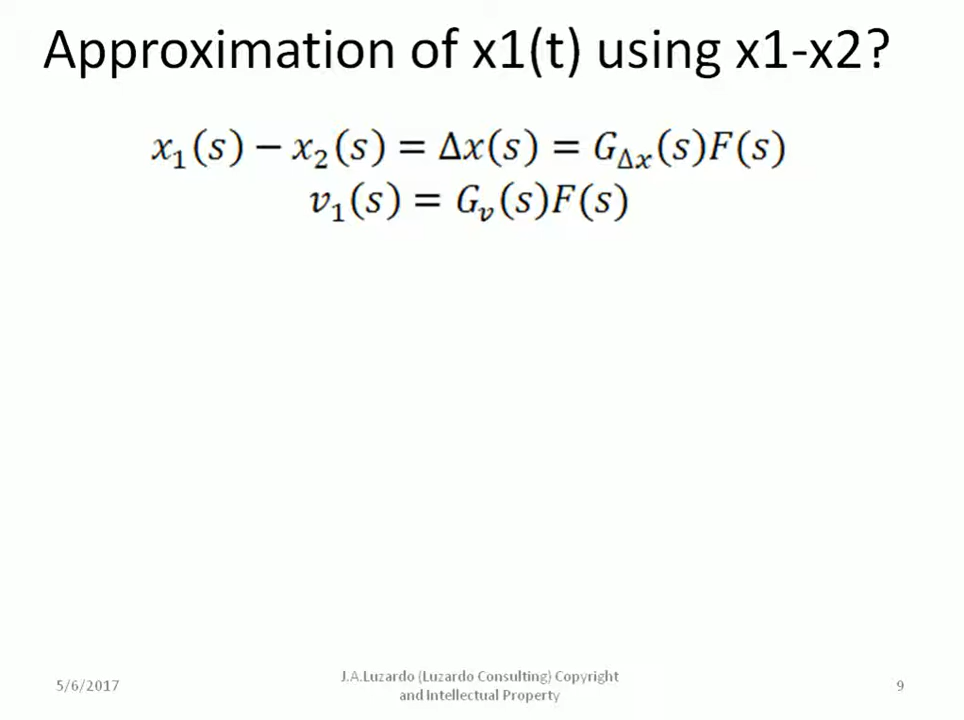 Approximation of x1(t) using x1-x2?
x₁(s) − x₂(s) = Δx(s) = G_Δx(s)F(s)
v₁(s) = Gᵥ(s)F(s)
5/6/2017
J.A.Luzardo (Luzardo Consulting) Copyright
and Intellectual Property
9